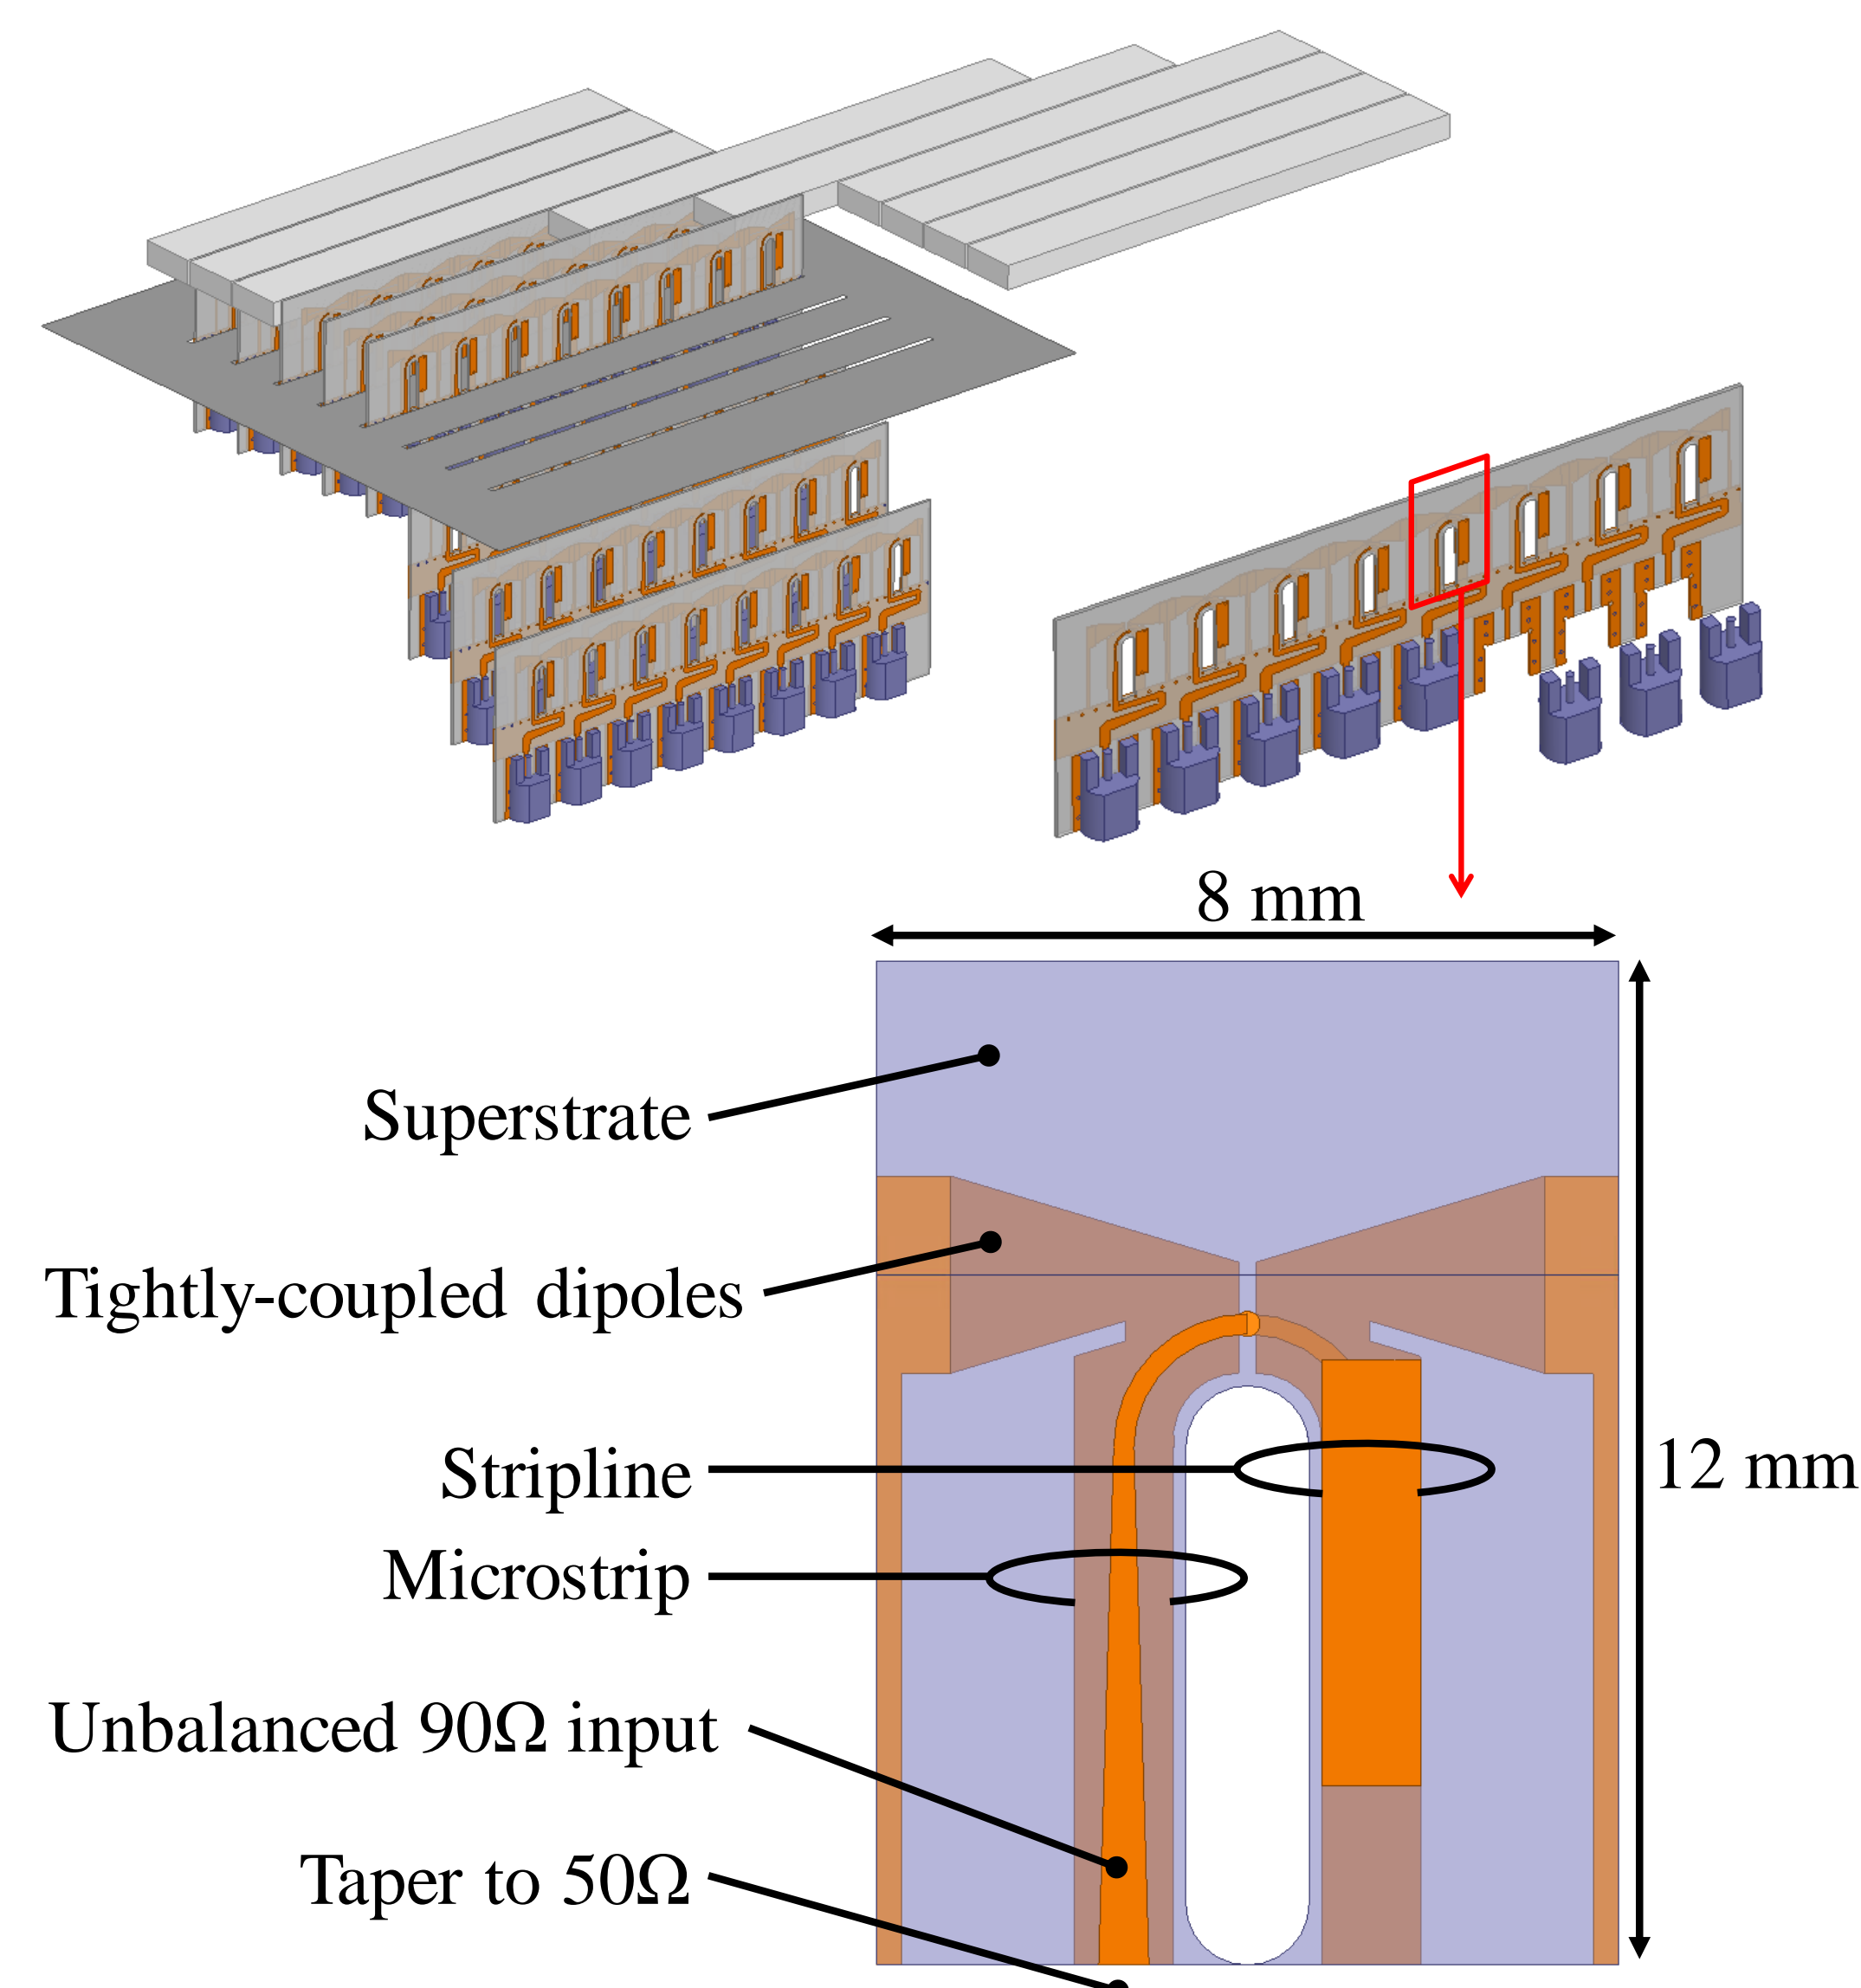 8 mm
Superstrate
Tightly-coupled dipoles
Stripline
12 mm
Microstrip
Unbalanced 90Ω input
Taper to 50Ω